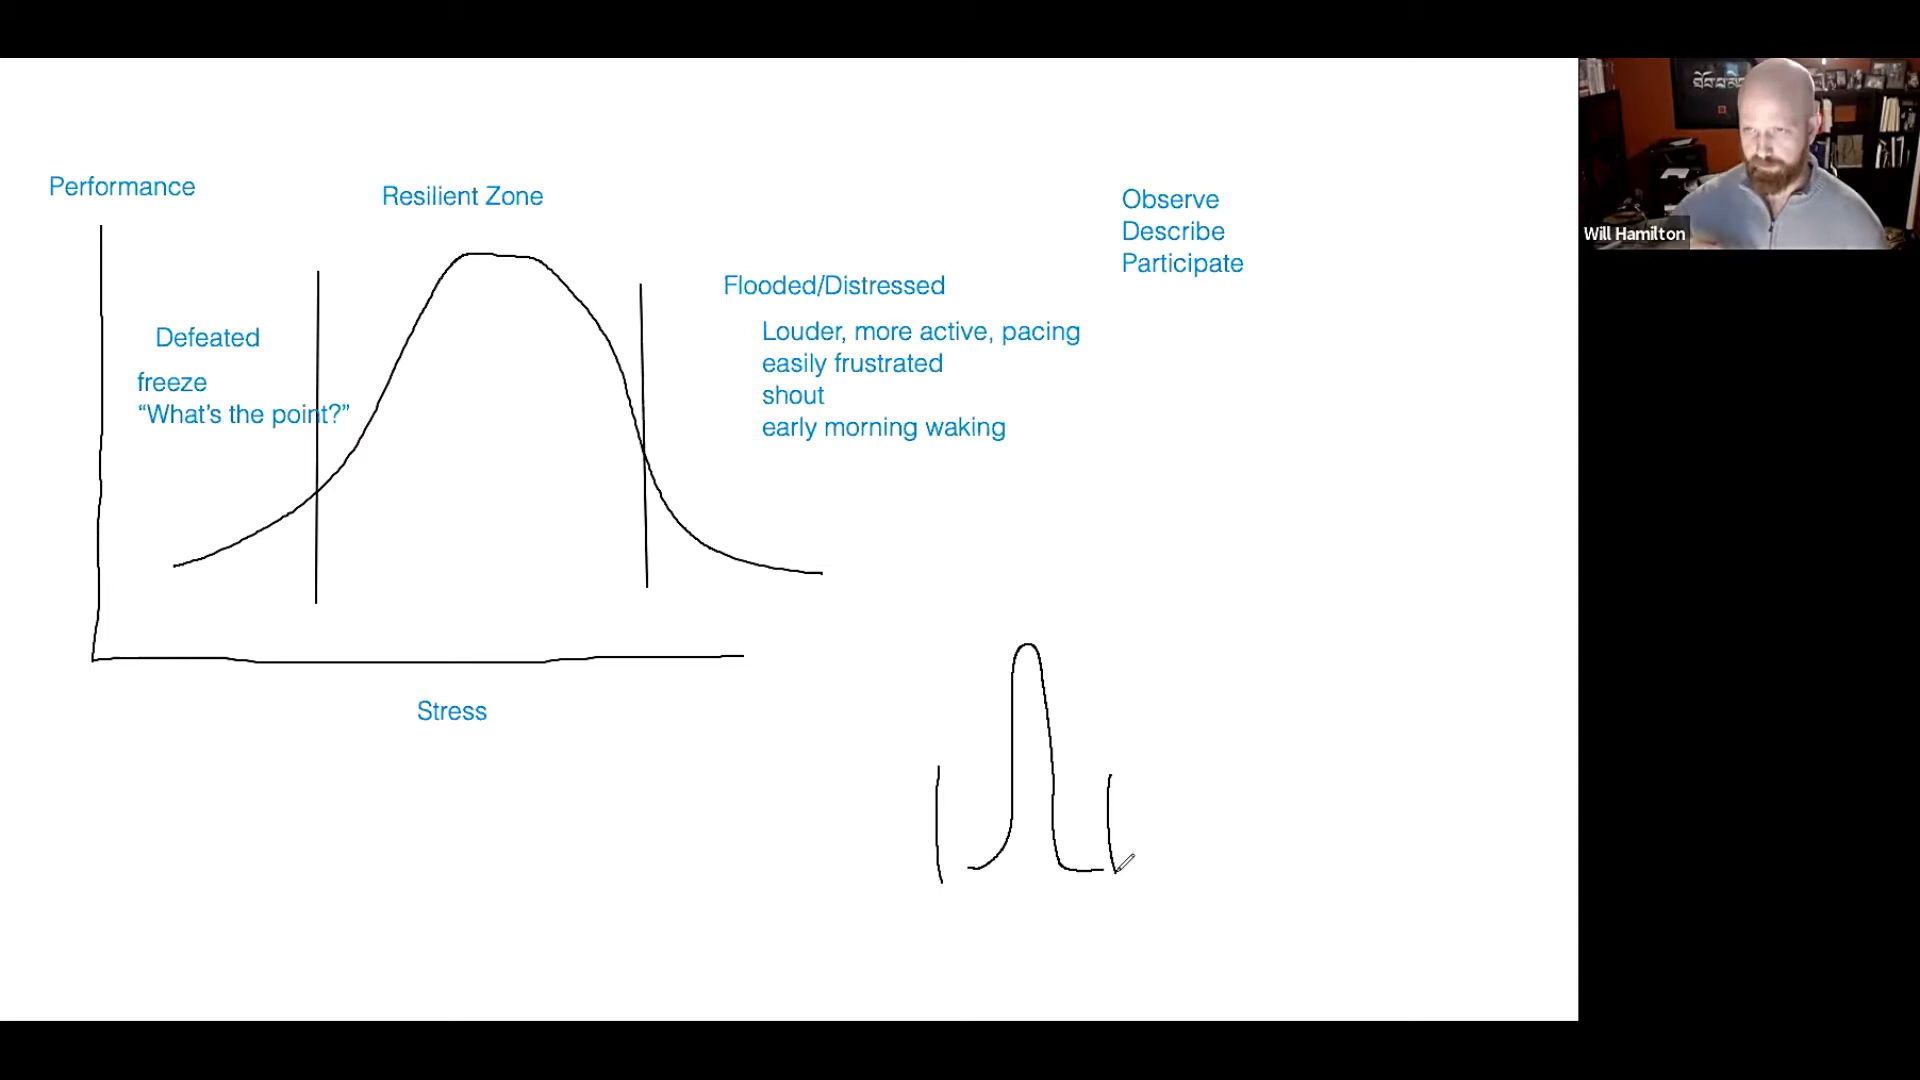 Performance
Resilient Zone
Defeated
freeze
“What’s the point?”
Flooded/Distressed
Louder, more active, pacing
easily frustrated
shout
early morning waking
Observe
Describe
Participate
Stress
Will Hamilton